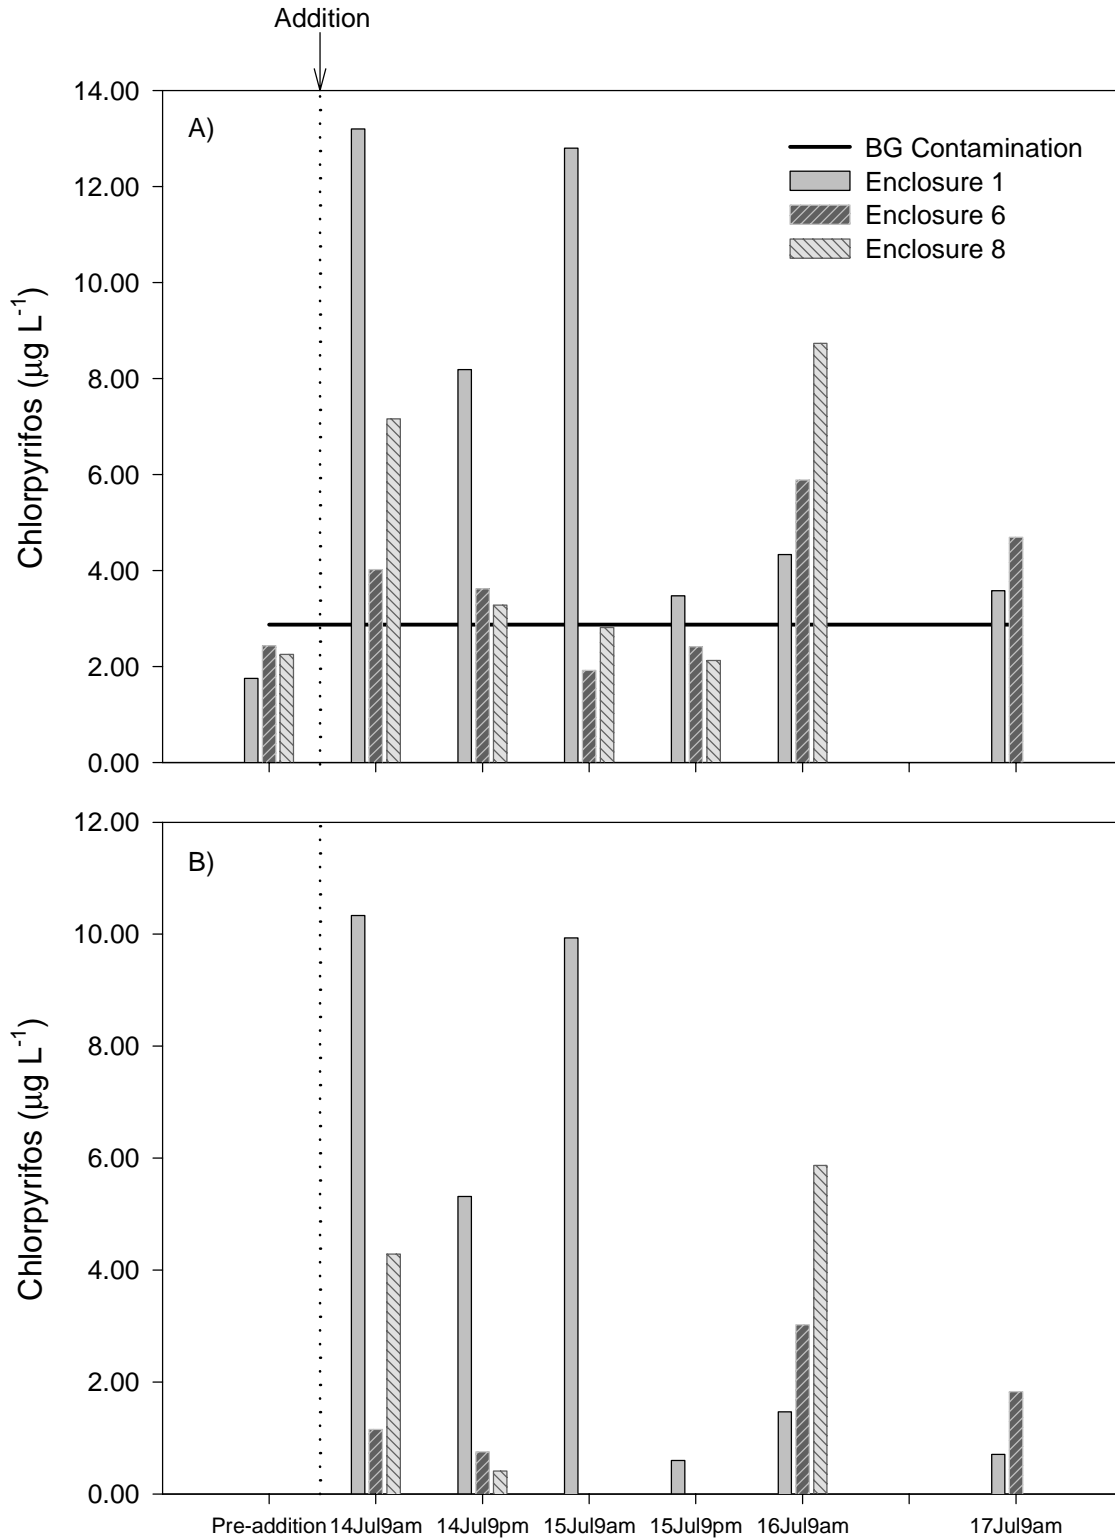 Addition
A)
BG Contamination
Enclosure 1
Enclosure 6
Enclosure 8
Chlorpyrifos (µg L⁻¹)
14.00
12.00
10.00
8.00
6.00
4.00
2.00
0.00
B)
Chlorpyrifos (µg L⁻¹)
12.00
10.00
8.00
6.00
4.00
2.00
0.00
Pre-addition 14Jul9am 14Jul9pm 15Jul9am 15Jul9pm 16Jul9am 17Jul9am